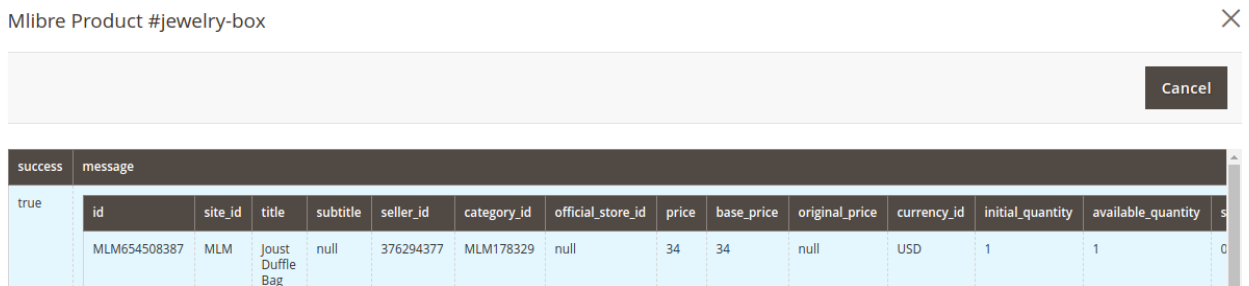 Mlibre Product #jewelry-box
Cancel
success message
true
id site_id title subtitle seller_id category_id official_store_id price base_price original_price currency_id initial_quantity available_quantity s
MLM654508387 MLM Joust null 376294377 MLM178329 null 34 34 null USD 1 1 0
Duffle
Bag